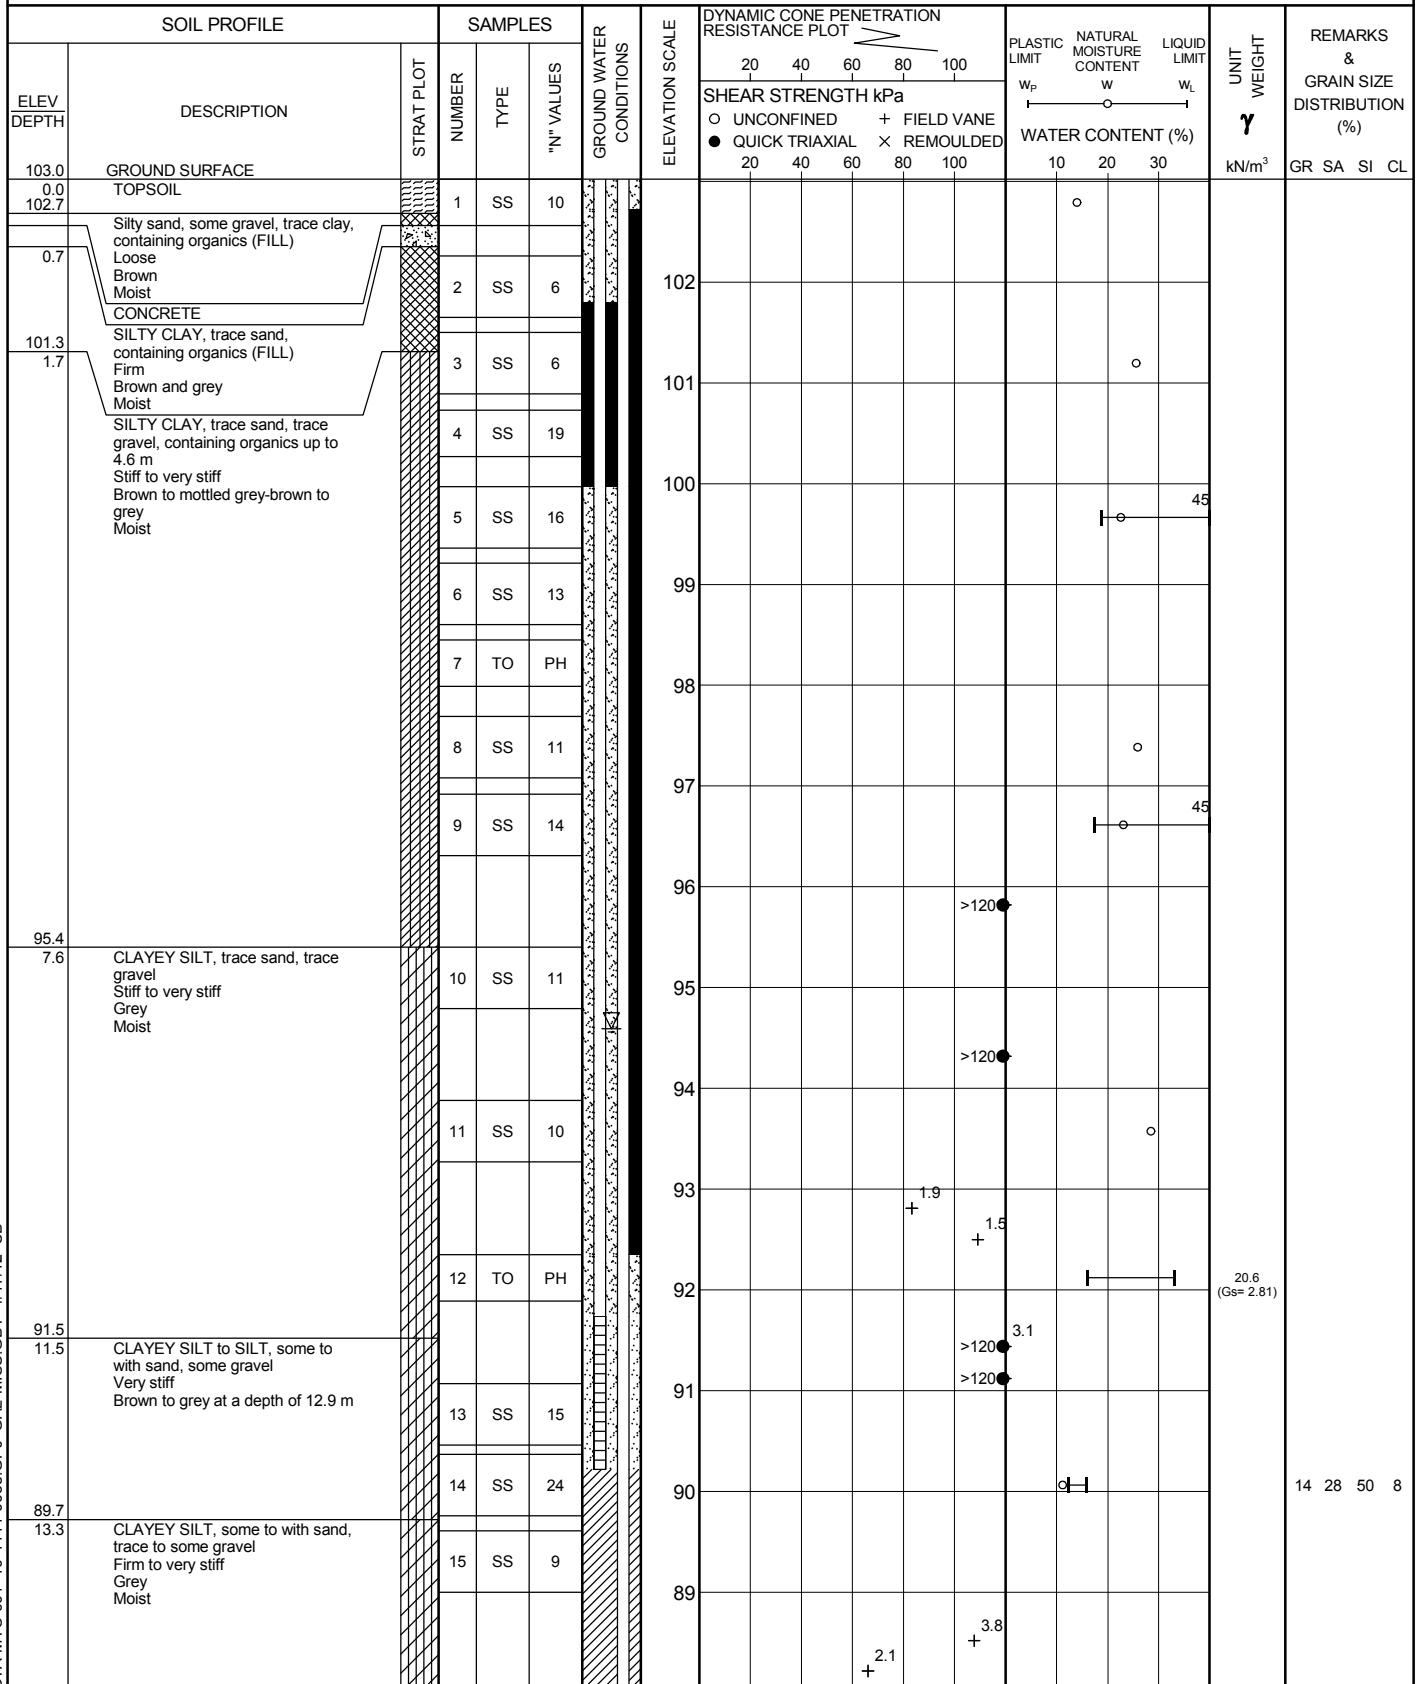 SOIL PROFILE
SAMPLES
GROUND WATER CONDITIONS
ELEVATION SCALE
DYNAMIC CONE PENETRATION
RESISTANCE PLOT
20 40 60 80 100
SHEAR STRENGTH kPa
○ UNCONFINED + FIELD VANE
● QUICK TRIAXIAL × REMOULDED
20 40 60 80 100
PLASTIC LIMIT
NATURAL MOISTURE CONTENT
LIQUID LIMIT
WP W WL
WATER CONTENT (%)
10 20 30
UNIT WEIGHT
γ
kN/m³
REMARKS
&
GRAIN SIZE
DISTRIBUTION
(%)
GR SA SI CL
ELEV
DEPTH
DESCRIPTION
STRAT PLOT
NUMBER
TYPE
"N" VALUES
103.0 GROUND SURFACE
0.0 TOPSOIL
102.7
1 SS 10
Silty sand, some gravel, trace clay,
containing organics (FILL)
0.7 Loose
Brown
Moist
2 SS 6
102
CONCRETE
101.3 SILTY CLAY, trace sand,
containing organics (FILL)
1.7 Firm
Brown and grey
Moist
3 SS 6
101
SILTY CLAY, trace sand, trace
gravel, containing organics up to
4.6 m
Stiff to very stiff
Brown to mottled grey-brown to
grey
Moist
4 SS 19
100
45
5 SS 16
99
6 SS 13
7 TO PH
98
8 SS 11
97
45
9 SS 14
96
>120
95.4
7.6 CLAYEY SILT, trace sand, trace
gravel
Stiff to very stiff
Grey
Moist
10 SS 11
95
>120
94
11 SS 10
93
1.9
1.5
12 TO PH
92
20.6
(Gs= 2.81)
91.5
3.1
>120
11.5 CLAYEY SILT to SILT, some to
with sand, some gravel
Very stiff
Brown to grey at a depth of 12.9 m
>120
91
13 SS 15
14 SS 24
90
14 28 50 8
89.7
13.3 CLAYEY SILT, some to with sand,
trace to some gravel
Firm to very stiff
Grey
Moist
15 SS 9
89
3.8
2.1